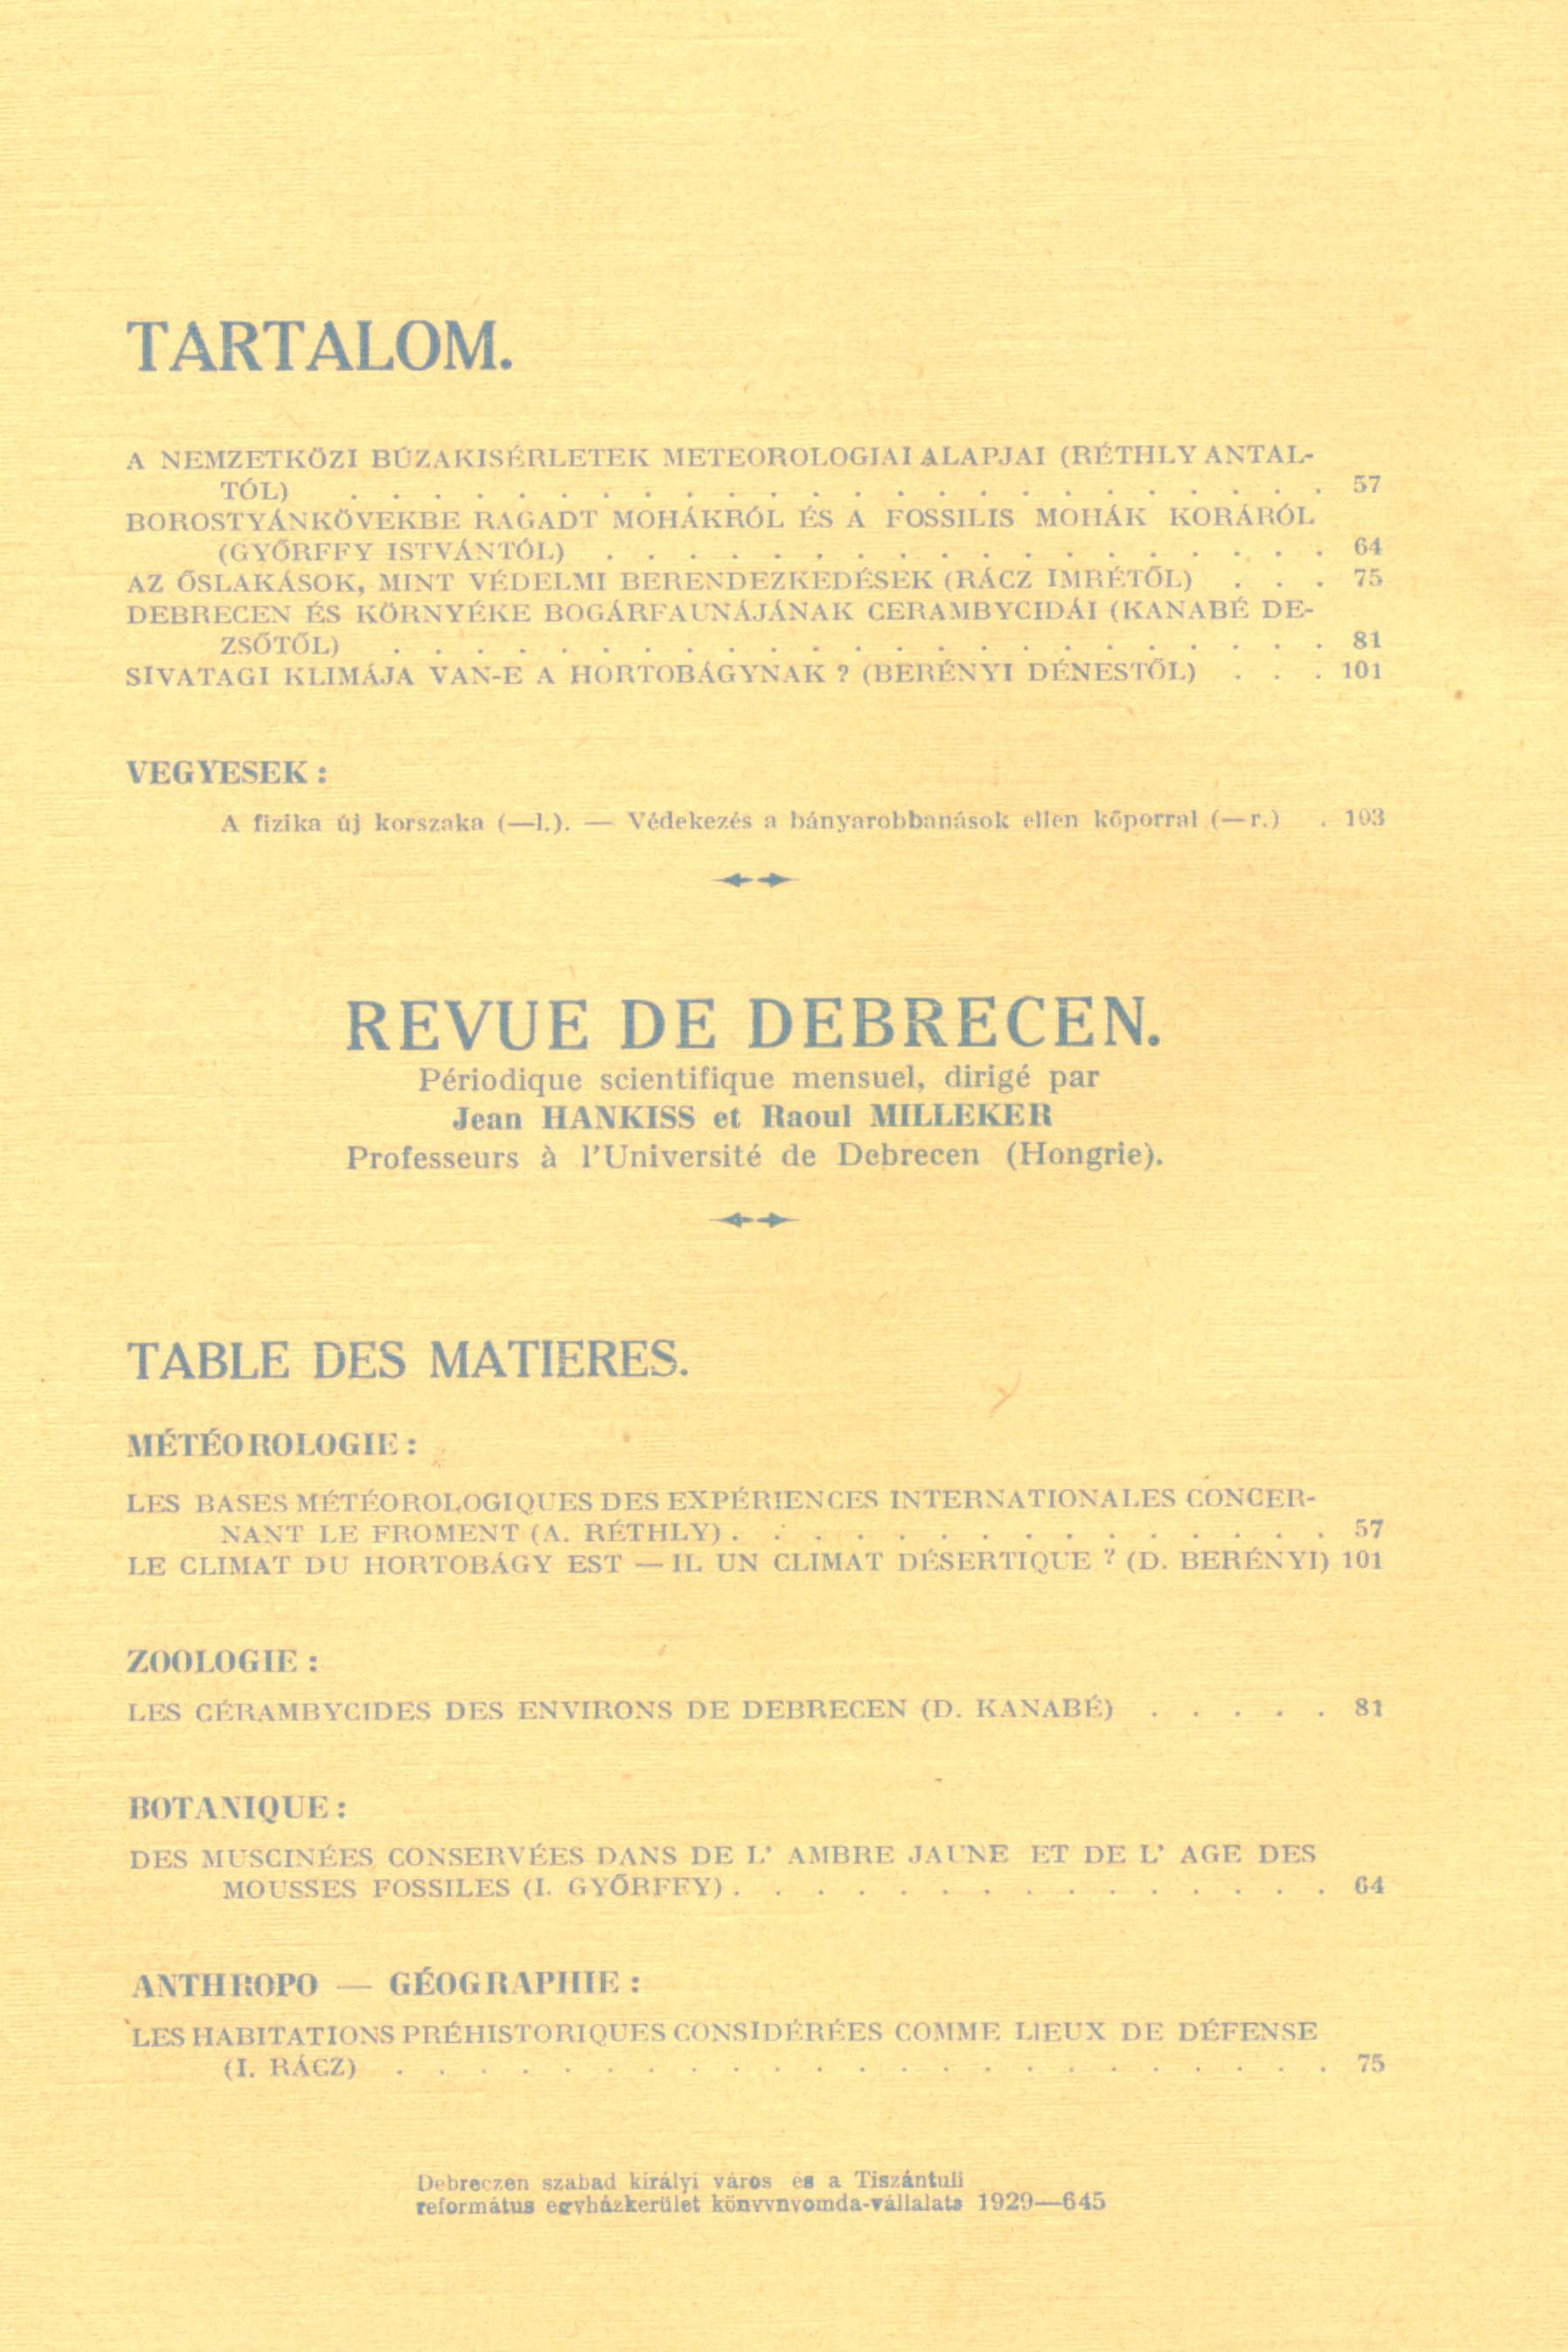 TARTALOM.
A NEMZETKÖZI BÚZAKISÉRLETEK METEOROLOGIAI ALAPJAI (RÉTHLY ANTAL-
TÓL) . . . . . . . . . . . . . . . . . . . . . . . . 57
BOROSTYÁNKÖVEKBE RAGADT MOHÁKRÓL ÉS A FOSSILIS MOHÁK KORÁRÓL
(GYŐRFFY ISTVÁNTÓL) . . . . . . . . . . . . . . . . . . 64
AZ ŐSLAKÁSOK, MINT VÉDELMI BERENDEZKEDÉSEK (RÁCZ IMRÉTŐL) . . . 75
DEBRECEN ÉS KÖRNYÉKE BOGÁRFAUNÁJÁNAK CERAMBYCIDÁI (KANABÉ DE-
ZSŐTŐL) . . . . . . . . . . . . . . . . . . . . . . . 81
SIVATAGI KLIMÁJA VAN-E A HORTOBÁGYNAK ? (BERÉNYI DÉNESTŐL) . . . 101
VEGYESEK :
A fizika új korszaka (—l.). — Védekezés a bányarobbanások ellen kőporral (—r.) . 103
REVUE DE DEBRECEN.
Périodique scientifique mensuel, dirigé par
Jean HANKISS et Raoul MILLEKER
Professeurs à l'Université de Debrecen (Hongrie).
TABLE DES MATIERES.
MÉTÉOROLOGIE :
LES BASES MÉTÉOROLOGIQUES DES EXPÉRIENCES INTERNATIONALES CONCER-
NANT LE FROMENT (A. RÉTHLY) . . . . . . . . . . . . . . . 57
LE CLIMAT DU HORTOBÁGY EST — IL UN CLIMAT DÉSERTIQUE ? (D. BERÉNYI) 101
ZOOLOGIE :
LES CÉRAMBYCIDES DES ENVIRONS DE DEBRECEN (D. KANABÉ) . . . . . 81
BOTANIQUE :
DES MUSCINÉES CONSERVÉES DANS DE L' AMBRE JAUNE ET DE L' AGE DES
MOUSSES FOSSILES (I. GYŐRFFY) . . . . . . . . . . . . . . . 64
ANTHROPO — GÉOGRAPHIE :
LES HABITATIONS PRÉHISTORIQUES CONSIDÉRÉES COMME LIEUX DE DÉFENSE
(I. RÁCZ) . . . . . . . . . . . . . . . . . . . . . . . 75
Debreczen szabad királyi város és a Tiszántuli
református egyházkerület könyvnyomda-vállalata 1929—645